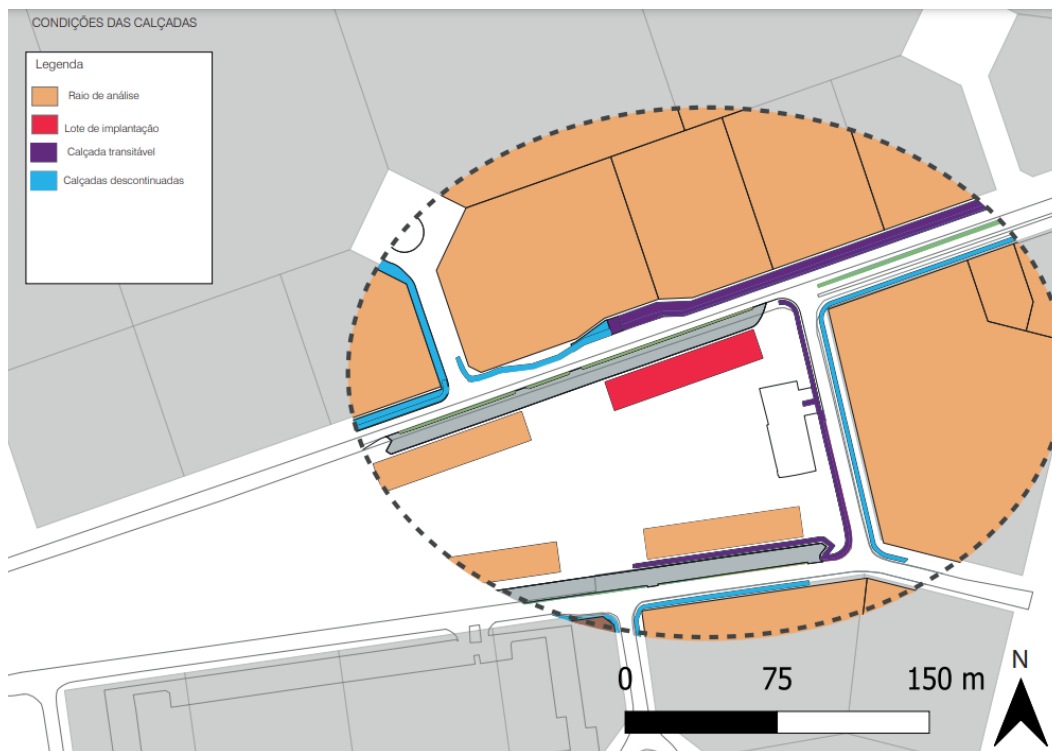 CONDIÇÕES DAS CALÇADAS
Legenda
Raio de análise
Lote de implantação
Calçada transitável
Calçadas descontinuadas
N
0 75 150 m